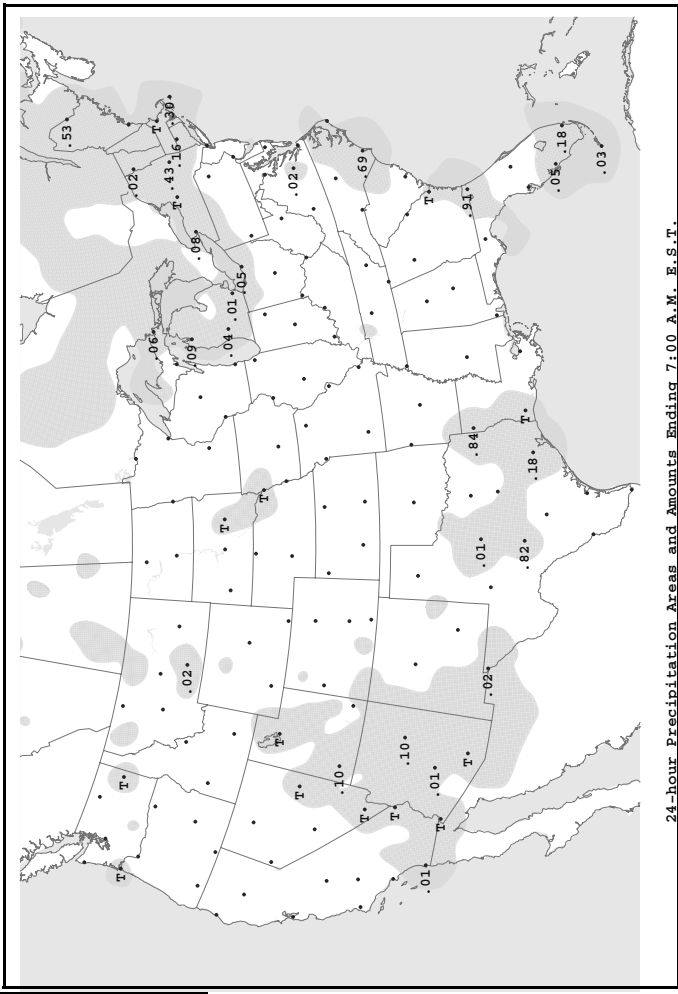 .53
T
T
.02
.06
T
.43
.30
.16
T
.02
.09
.08
T
.04
.01
.05
T
T
.02
T
.10
.69
T
T
.10
.01
T
.01
T
.91
T
.84
.01
.02
.82
T
.18
.05
.18
.03
24-hour Precipitation Areas and Amounts Ending 7:00 A.M. E.S.T.